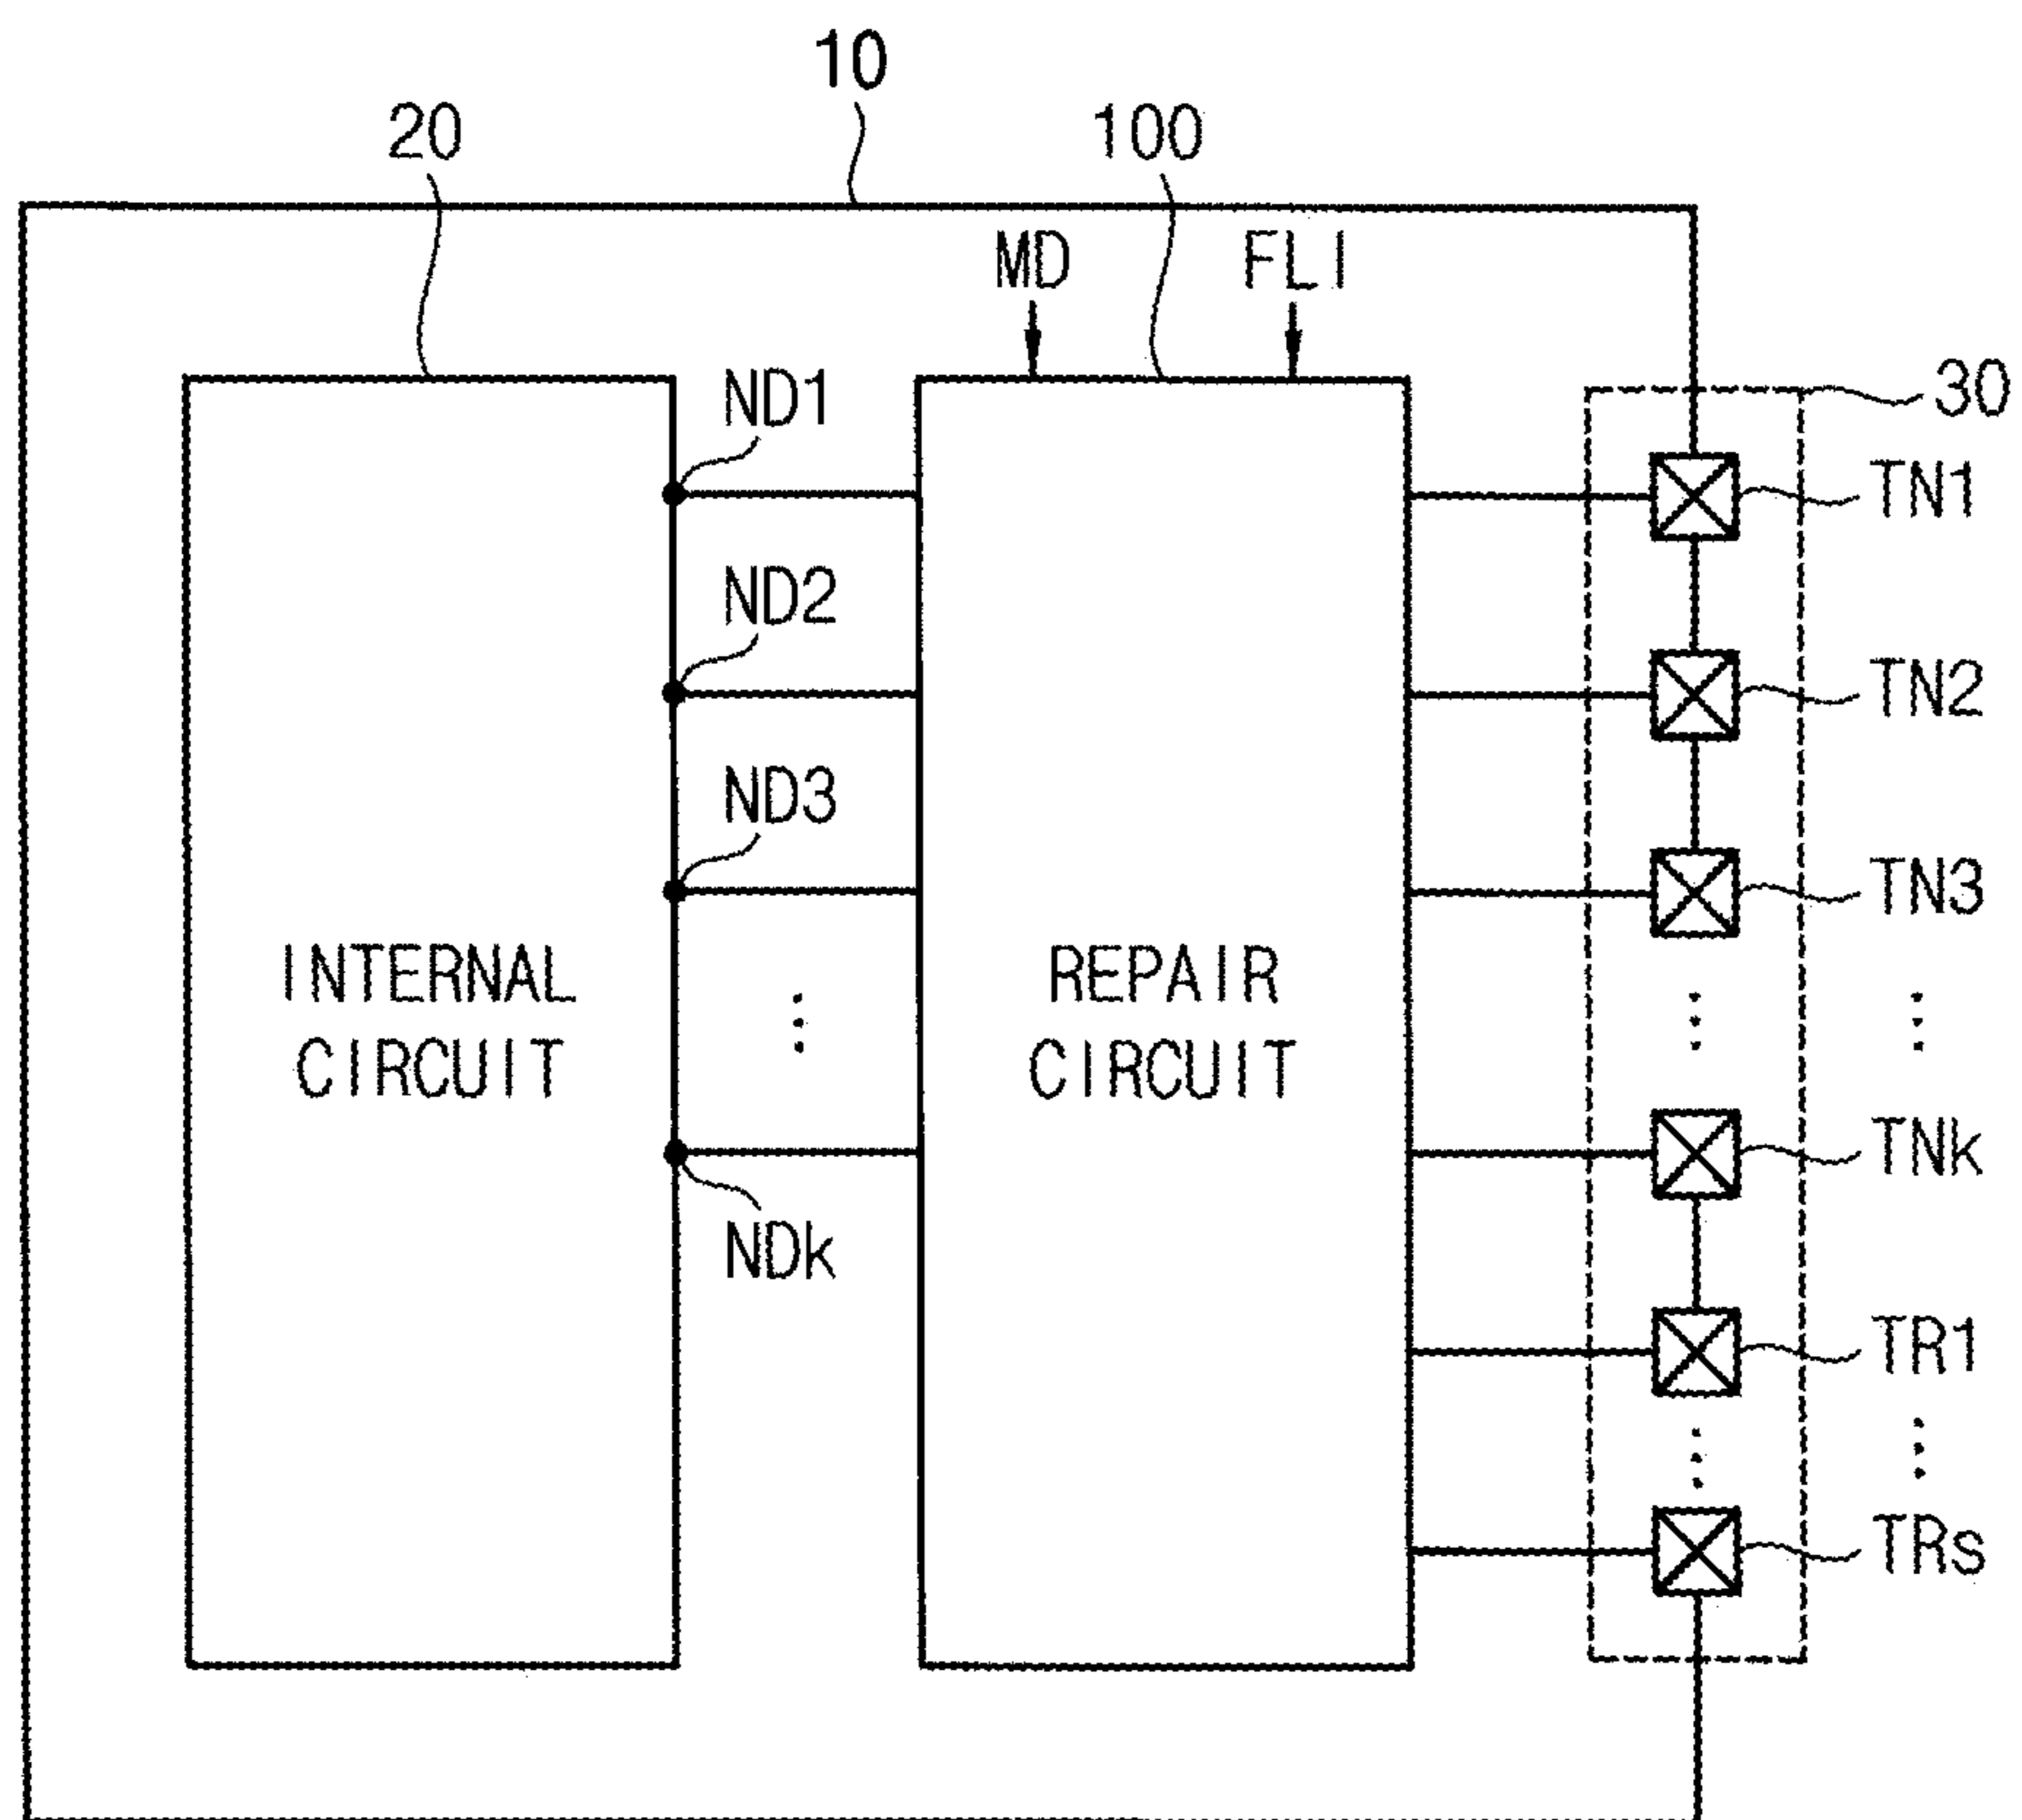 10
20
100
MD
FLI
30
ND1
TN1
ND2
TN2
ND3
TN3
INTERNAL
CIRCUIT
REPAIR
CIRCUIT
TNk
NDk
TR1
TRs